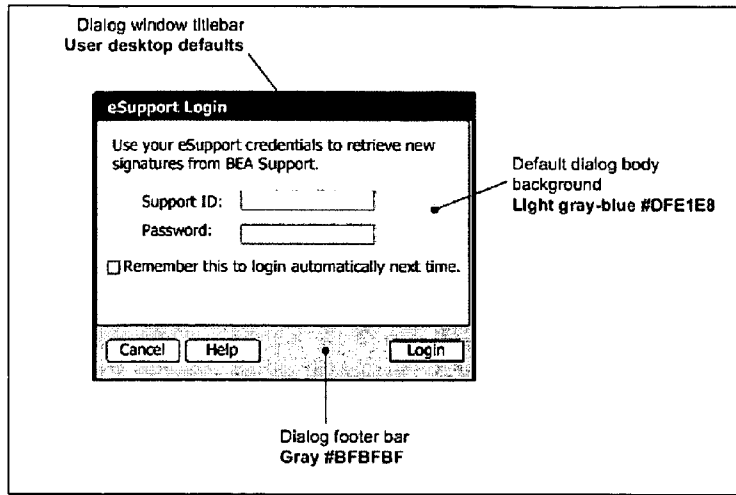 Dialog window titlebar
User desktop defaults
eSupport Login
Use your eSupport credentials to retrieve new
signatures from BEA Support.
Support ID:
Password:
Remember this to login automatically next time.
Cancel Help Login
Default dialog body
background
Light gray-blue #DFE1E8
Dialog footer bar
Gray #BFBFBF